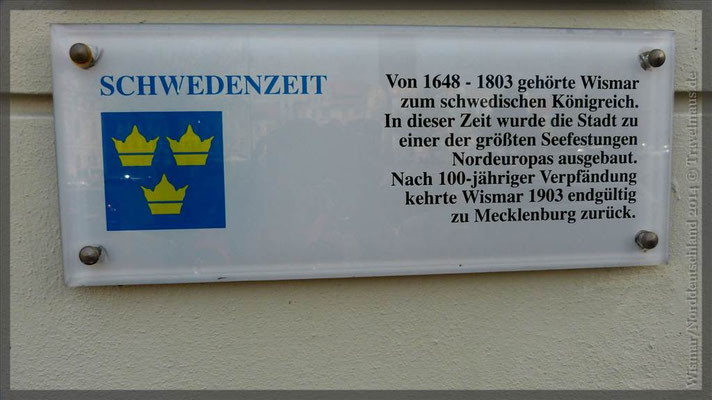 SCHWEDENZEIT
Von 1648 - 1803 gehörte Wismar
zum schwedischen Königreich.
In dieser Zeit wurde die Stadt zu
einer der größten Seefestungen
Nordeuropas ausgebaut.
Nach 100-jähriger Verpfändung
kehrte Wismar 1903 endgültig
zu Mecklenburg zurück.
Wismar/Norddeutschland 2014 © Travelmaus.de